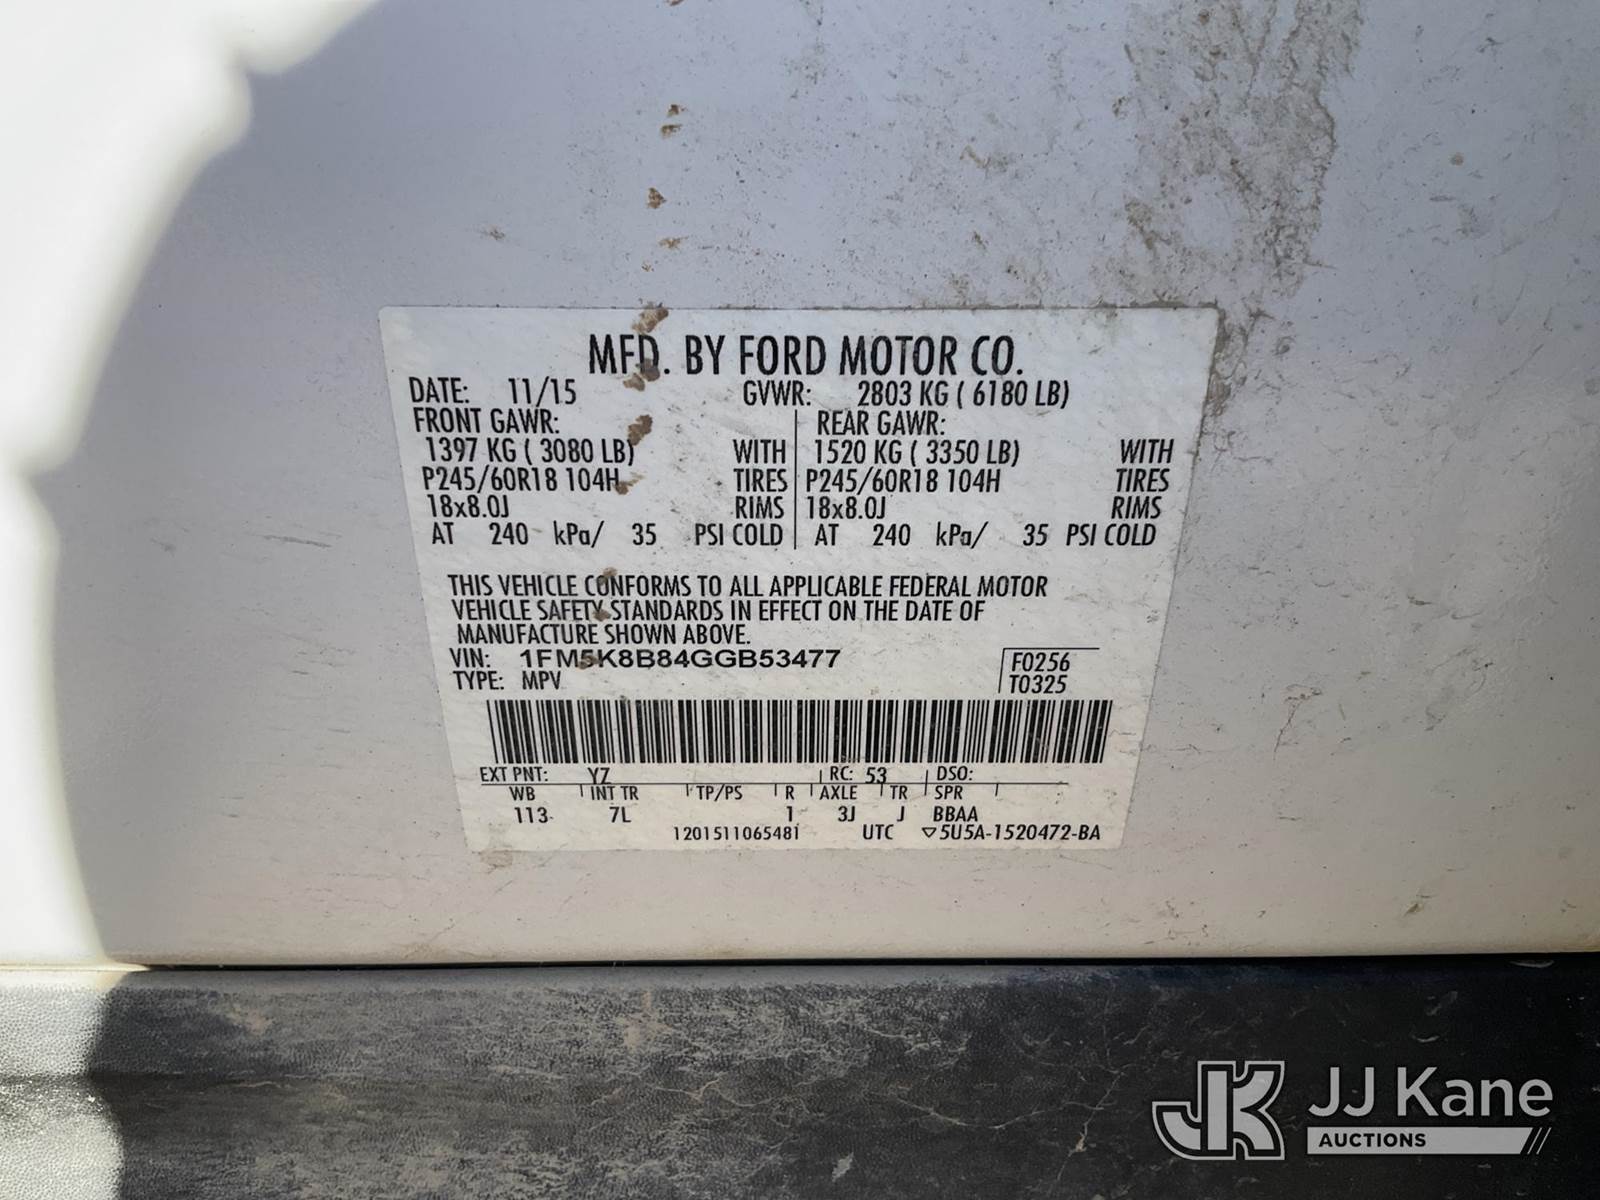 MFD. BY FORD MOTOR CO.
DATE: 11/15 GVWR: 2803 KG ( 6180 LB)
FRONT GAWR: REAR GAWR:
1397 KG ( 3080 LB) WITH 1520 KG ( 3350 LB) WITH
P245/60R18 104H TIRES P245/60R18 104H TIRES
18x8.0J RIMS 18x8.0J RIMS
AT 240 kPa/ 35 PSI COLD AT 240 kPa/ 35 PSI COLD
THIS VEHICLE CONFORMS TO ALL APPLICABLE FEDERAL MOTOR
VEHICLE SAFETY STANDARDS IN EFFECT ON THE DATE OF
MANUFACTURE SHOWN ABOVE.
VIN: 1FM5K8B84GGB53477 F0256
TYPE: MPV T0325
EXT PNT: YZ RC: 53 DSO:
WB INT TR TP/PS R AXLE TR SPR
113 7L 1 3J J BBAA
1201511065481 UTC ▽5U5A-1520472-BA
JK JJ Kane
AUCTIONS